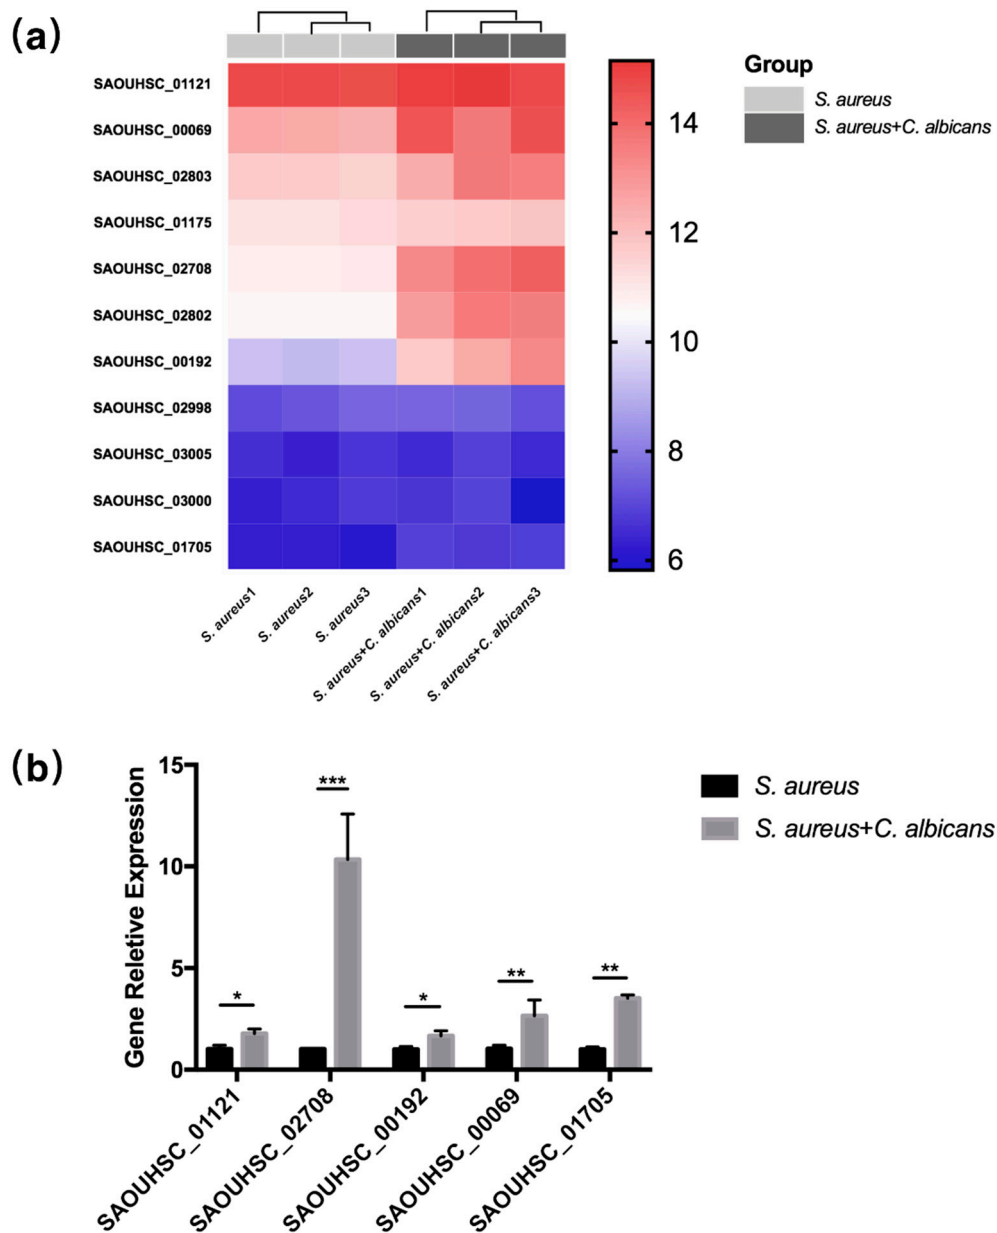 (a)
Group
S. aureus
S. aureus+C. albicans
SAOUHSC_01121
SAOUHSC_00069
SAOUHSC_02803
SAOUHSC_01175
SAOUHSC_02708
SAOUHSC_02802
SAOUHSC_00192
SAOUHSC_02998
SAOUHSC_03005
SAOUHSC_03000
SAOUHSC_01705
14
12
10
8
6
S. aureus1
S. aureus2
S. aureus3
S. aureus+C. albicans1
S. aureus+C. albicans2
S. aureus+C. albicans3
(b)
Gene Reletive Expression
15
10
5
0
*
***
*
**
**
SAOUHSC_01121
SAOUHSC_02708
SAOUHSC_00192
SAOUHSC_00069
SAOUHSC_01705
S. aureus
S. aureus+C. albicans